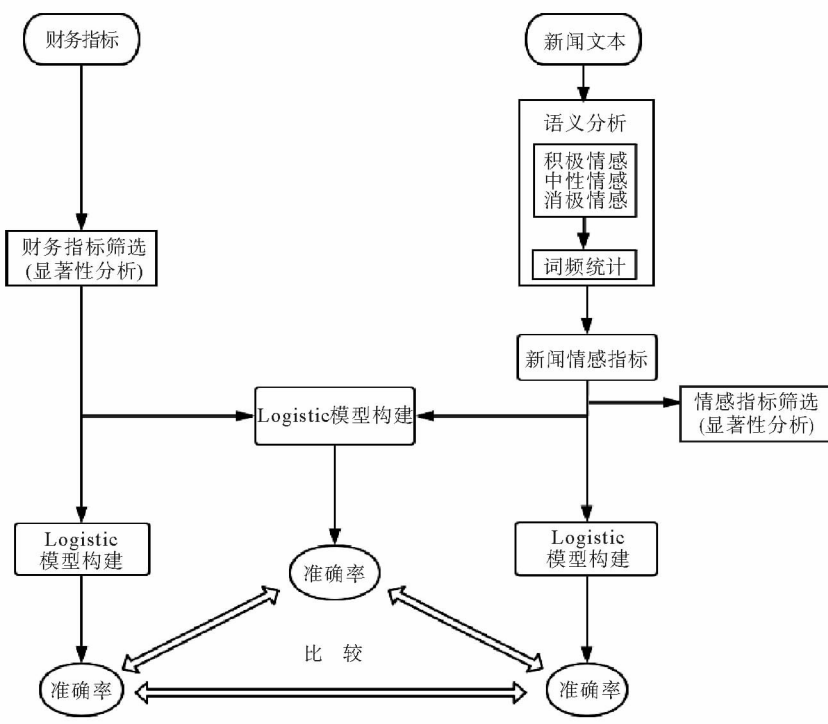 财务指标
新闻文本
语义分析
积极情感
中性情感
消极情感
词频统计
财务指标筛选
(显著性分析)
新闻情感指标
Logistic模型构建
情感指标筛选
(显著性分析)
Logistic
模型构建
Logistic
模型构建
准确率
比 较
准确率
准确率